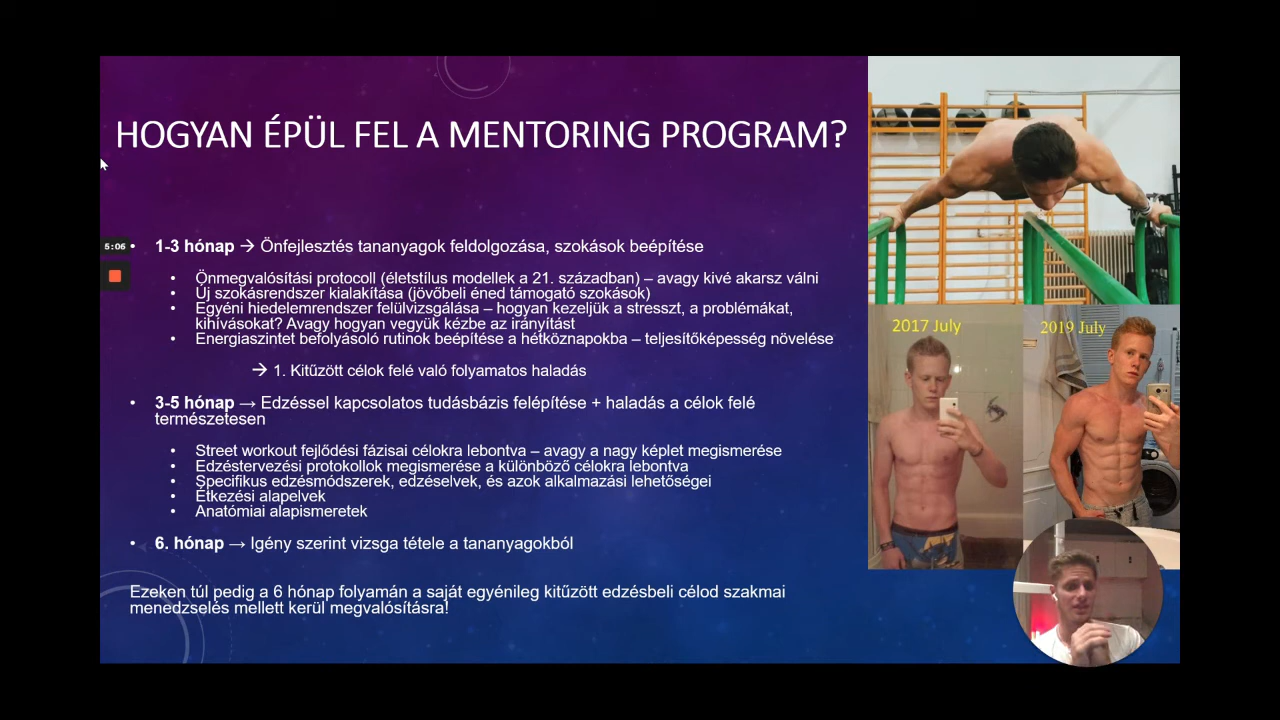 HOGYAN ÉPÜL FEL A MENTORING PROGRAM?
5:06
• 1-3 hónap → Önfejlesztés tananyagok feldolgozása, szokások beépítése
• Önmegvalósítási protocoll (életstílus modellek a 21. században) – avagy kivé akarsz válni
• Új szokásrendszer kialakítása (jövőbeli éned támogató szokások)
• Egyéni hiedelemrendszer felülvizsgálása – hogyan kezeljük a stresszt, a problémákat,
kihívásokat? Avagy hogyan vegyük kézbe az irányítást
• Energiaszintet befolyásoló rutinok beépítése a hétköznapokba – teljesítőképesség növelése
→ 1. Kitűzött célok felé való folyamatos haladás
• 3-5 hónap → Edzéssel kapcsolatos tudásbázis felépítése + haladás a célok felé
természetesen
• Street workout fejlődési fázisai célokra lebontva – avagy a nagy képlet megismerése
• Edzéstervezési protokollok megismerése a különböző célokra lebontva
• Specifikus edzésmódszerek, edzéselvek, és azok alkalmazási lehetőségei
• Étkezési alapelvek
• Anatómiai alapismeretek
• 6. hónap → Igény szerint vizsga tétele a tananyagokból
Ezeken túl pedig a 6 hónap folyamán a saját egyénileg kitűzött edzésbeli célod szakmai
menedzselés mellett kerül megvalósításra!
2017 July
2019 July